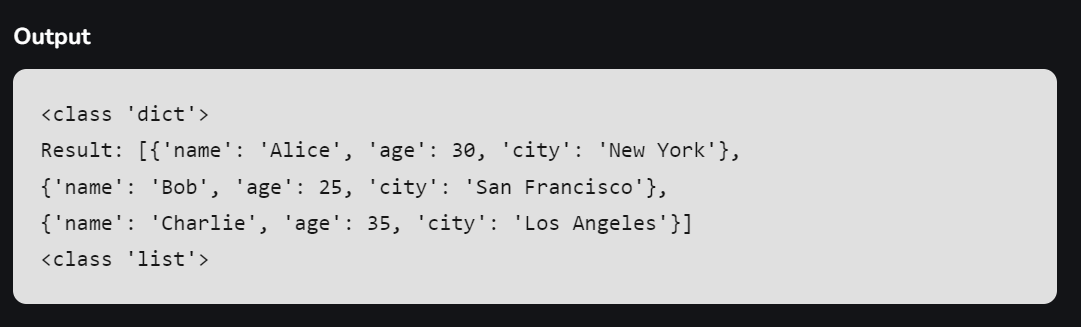 Output
<class 'dict'>
Result: [{'name': 'Alice', 'age': 30, 'city': 'New York'},
{'name': 'Bob', 'age': 25, 'city': 'San Francisco'},
{'name': 'Charlie', 'age': 35, 'city': 'Los Angeles'}]
<class 'list'>